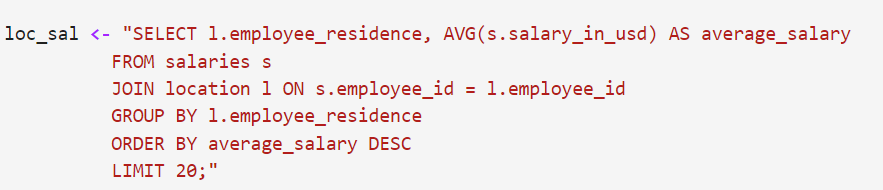 loc_sal <- "SELECT l.employee_residence, AVG(s.salary_in_usd) AS average_salary
FROM salaries s
JOIN location l ON s.employee_id = l.employee_id
GROUP BY l.employee_residence
ORDER BY average_salary DESC
LIMIT 20;"